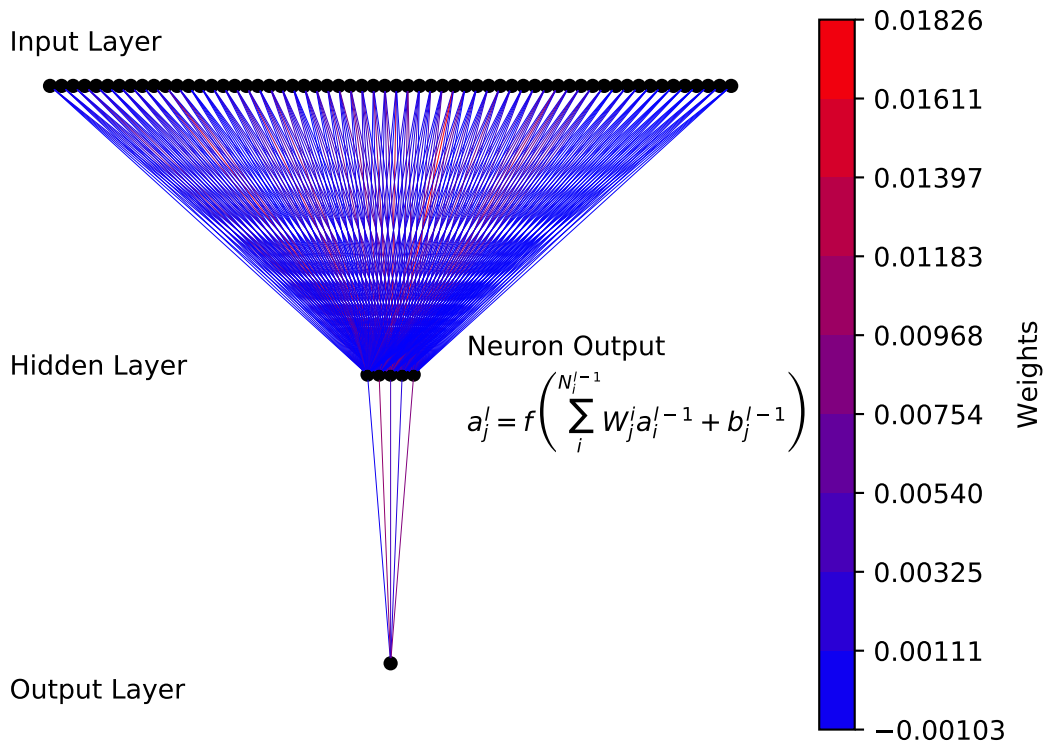 Input Layer
Hidden Layer
Output Layer
Neuron Output
$a_j^l = f\left(\sum_i^{N_i^{l-1}} W_j^i a_i^{l-1} + b_j^{l-1}\right)$
0.01826
0.01611
0.01397
0.01183
0.00968
0.00754
0.00540
0.00325
0.00111
−0.00103
Weights